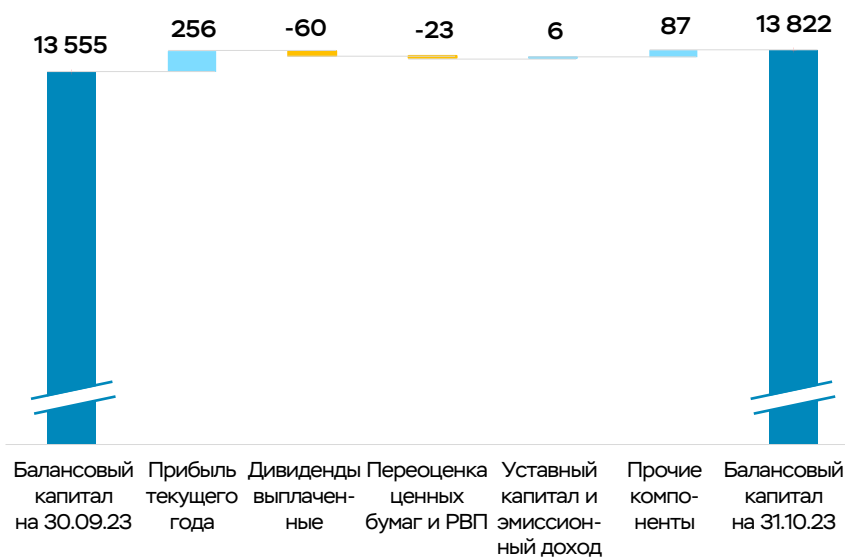 13 555
256
-60
-23
6
87
13 822
Балансовый
капитал
на 30.09.23
Прибыль
текущего
года
Дивиденды
выплачен-
ные
Переоценка
ценных
бумаг и РВП
Уставный
капитал и
эмиссион-
ный доход
Прочие
компо-
ненты
Балансовый
капитал
на 31.10.23